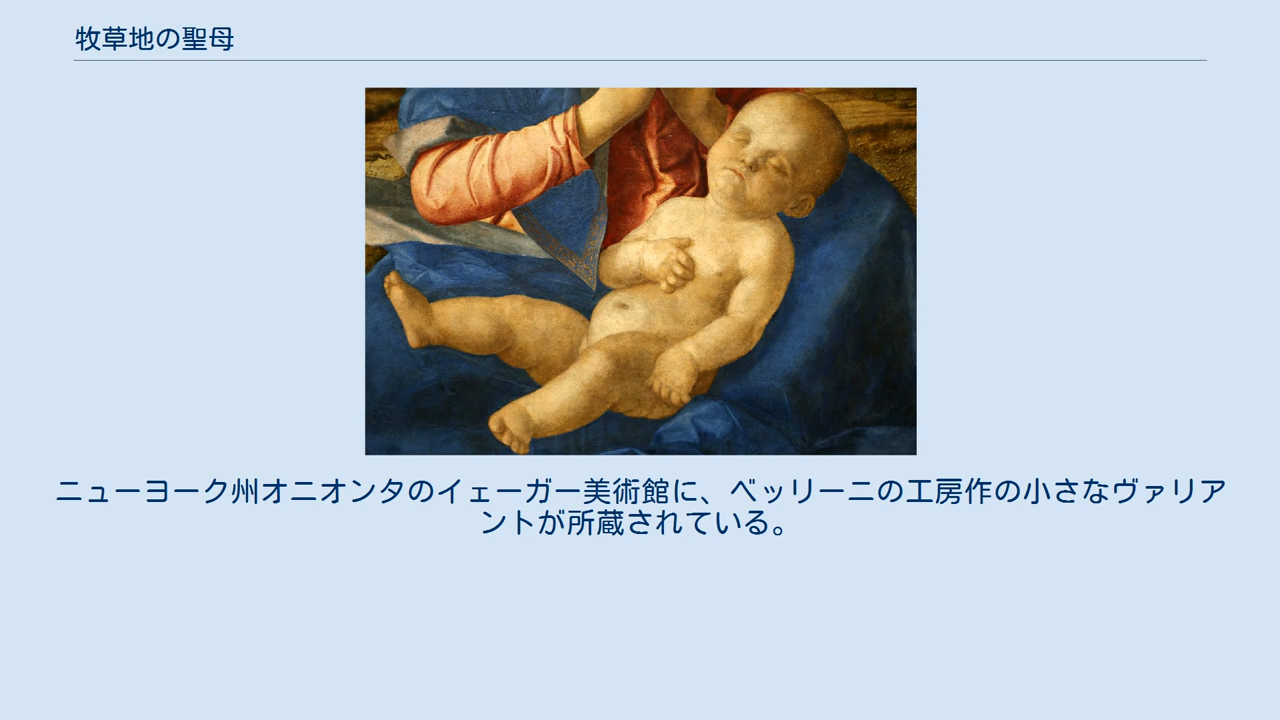 牧草地の聖母
ニューヨーク州オニオンタのイェーガー美術館に、ベッリーニの工房作の小さなヴァリア
ントが所蔵されている。